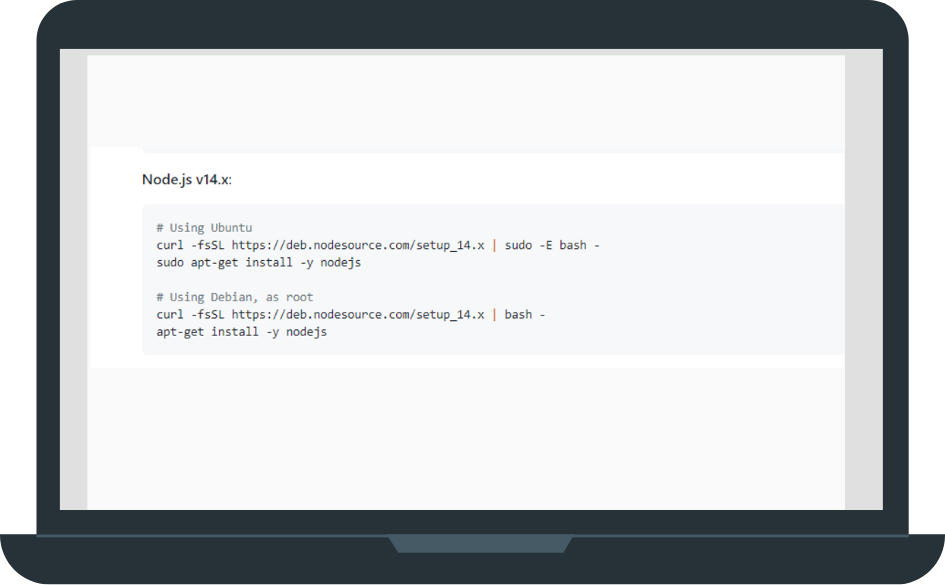 Node.js v14.x:
# Using Ubuntu
curl -fsSL https://deb.nodesource.com/setup_14.x | sudo -E bash -
sudo apt-get install -y nodejs
# Using Debian, as root
curl -fsSL https://deb.nodesource.com/setup_14.x | bash -
apt-get install -y nodejs